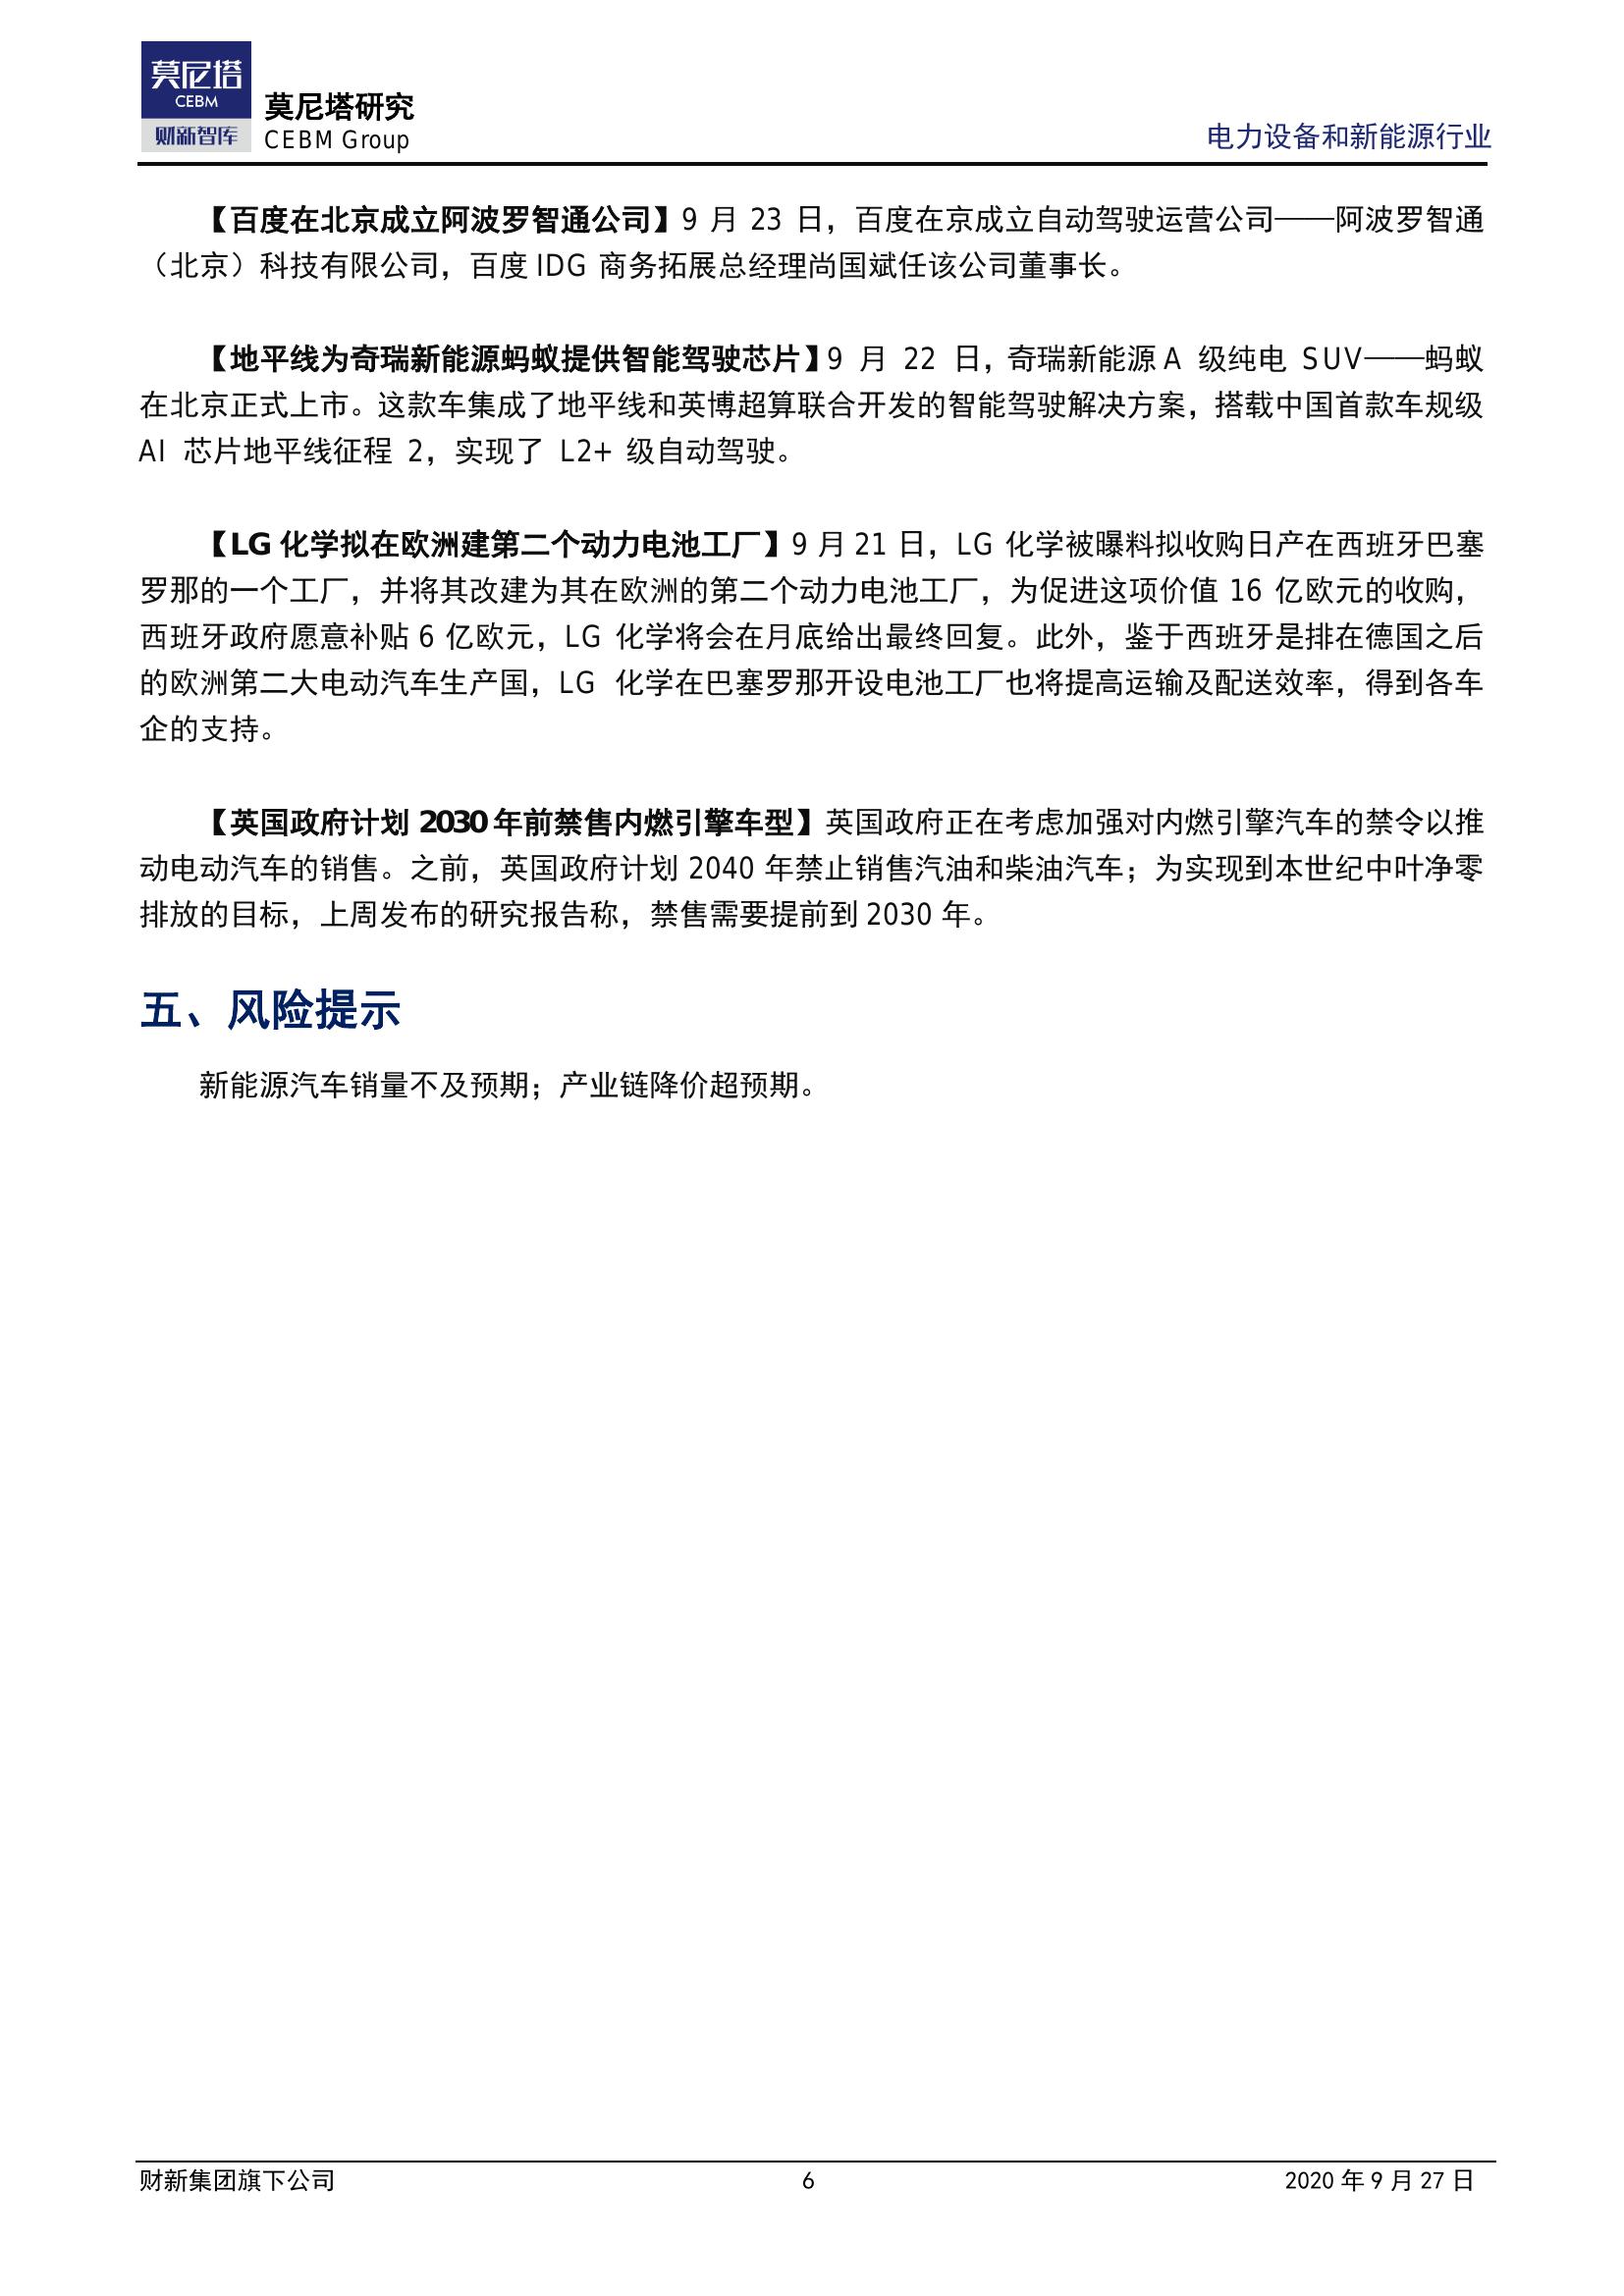 莫尼塔
CEBM
财新智库
莫尼塔研究
CEBM Group
电力设备和新能源行业
【百度在北京成立阿波罗智通公司】9 月 23 日，百度在京成立自动驾驶运营公司——阿波罗智通
（北京）科技有限公司，百度 IDG 商务拓展总经理尚国斌任该公司董事长。
【地平线为奇瑞新能源蚂蚁提供智能驾驶芯片】9 月 22 日，奇瑞新能源 A 级纯电 SUV——蚂蚁
在北京正式上市。这款车集成了地平线和英博超算联合开发的智能驾驶解决方案，搭载中国首款车规级
AI 芯片地平线征程 2，实现了 L2+ 级自动驾驶。
【LG 化学拟在欧洲建第二个动力电池工厂】9 月 21 日，LG 化学被曝料拟收购日产在西班牙巴塞
罗那的一个工厂，并将其改建为其在欧洲的第二个动力电池工厂，为促进这项价值 16 亿欧元的收购，
西班牙政府愿意补贴 6 亿欧元，LG 化学将会在月底给出最终回复。此外，鉴于西班牙是排在德国之后
的欧洲第二大电动汽车生产国，LG 化学在巴塞罗那开设电池工厂也将提高运输及配送效率，得到各车
企的支持。
【英国政府计划 2030 年前禁售内燃引擎车型】英国政府正在考虑加强对内燃引擎汽车的禁令以推
动电动汽车的销售。之前，英国政府计划 2040 年禁止销售汽油和柴油汽车；为实现到本世纪中叶净零
排放的目标，上周发布的研究报告称，禁售需要提前到 2030 年。
五、风险提示
新能源汽车销量不及预期；产业链降价超预期。
财新集团旗下公司
6
2020 年 9 月 27 日